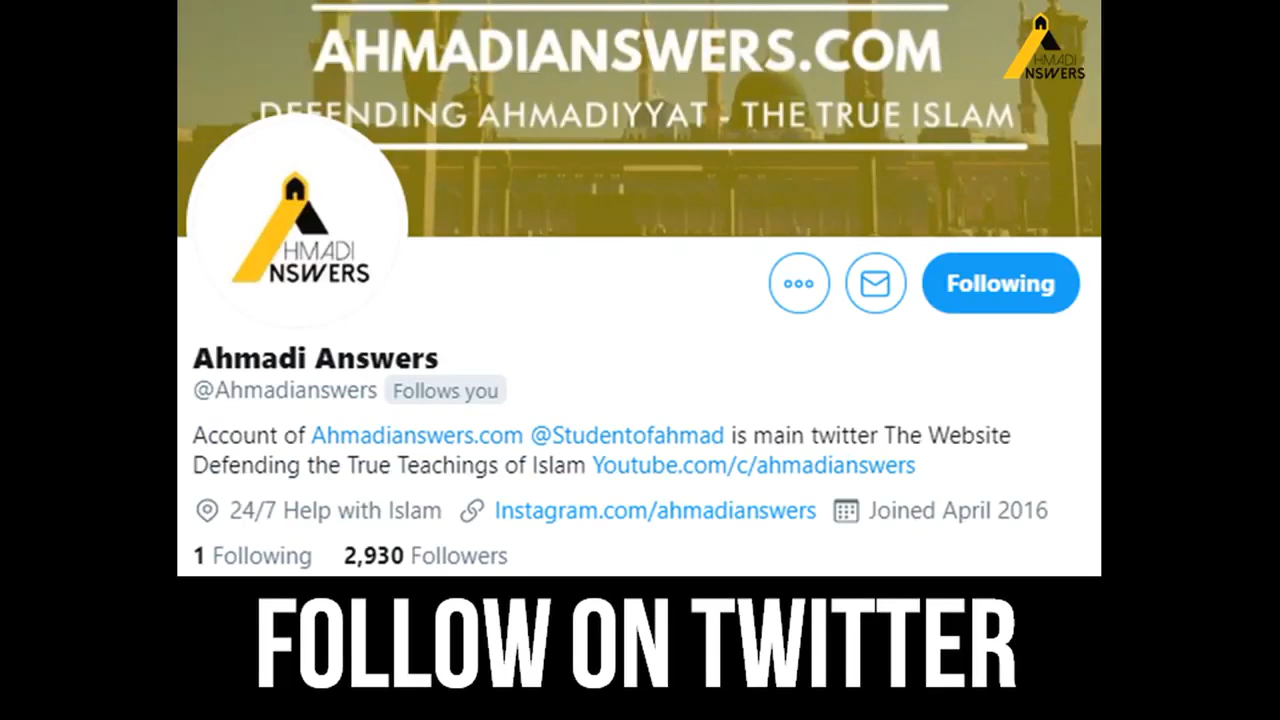 AHMADIANSWERS.COM
DEFENDING AHMADIYYAT - THE TRUE ISLAM
HMADI
NSWERS
HMADI
NSWERS
Following
Ahmadi Answers
@Ahmadianswers Follows you
Account of Ahmadianswers.com @Studentofahmad is main twitter The Website
Defending the True Teachings of Islam Youtube.com/c/ahmadianswers
24/7 Help with Islam Instagram.com/ahmadianswers Joined April 2016
1 Following 2,930 Followers
FOLLOW ON TWITTER